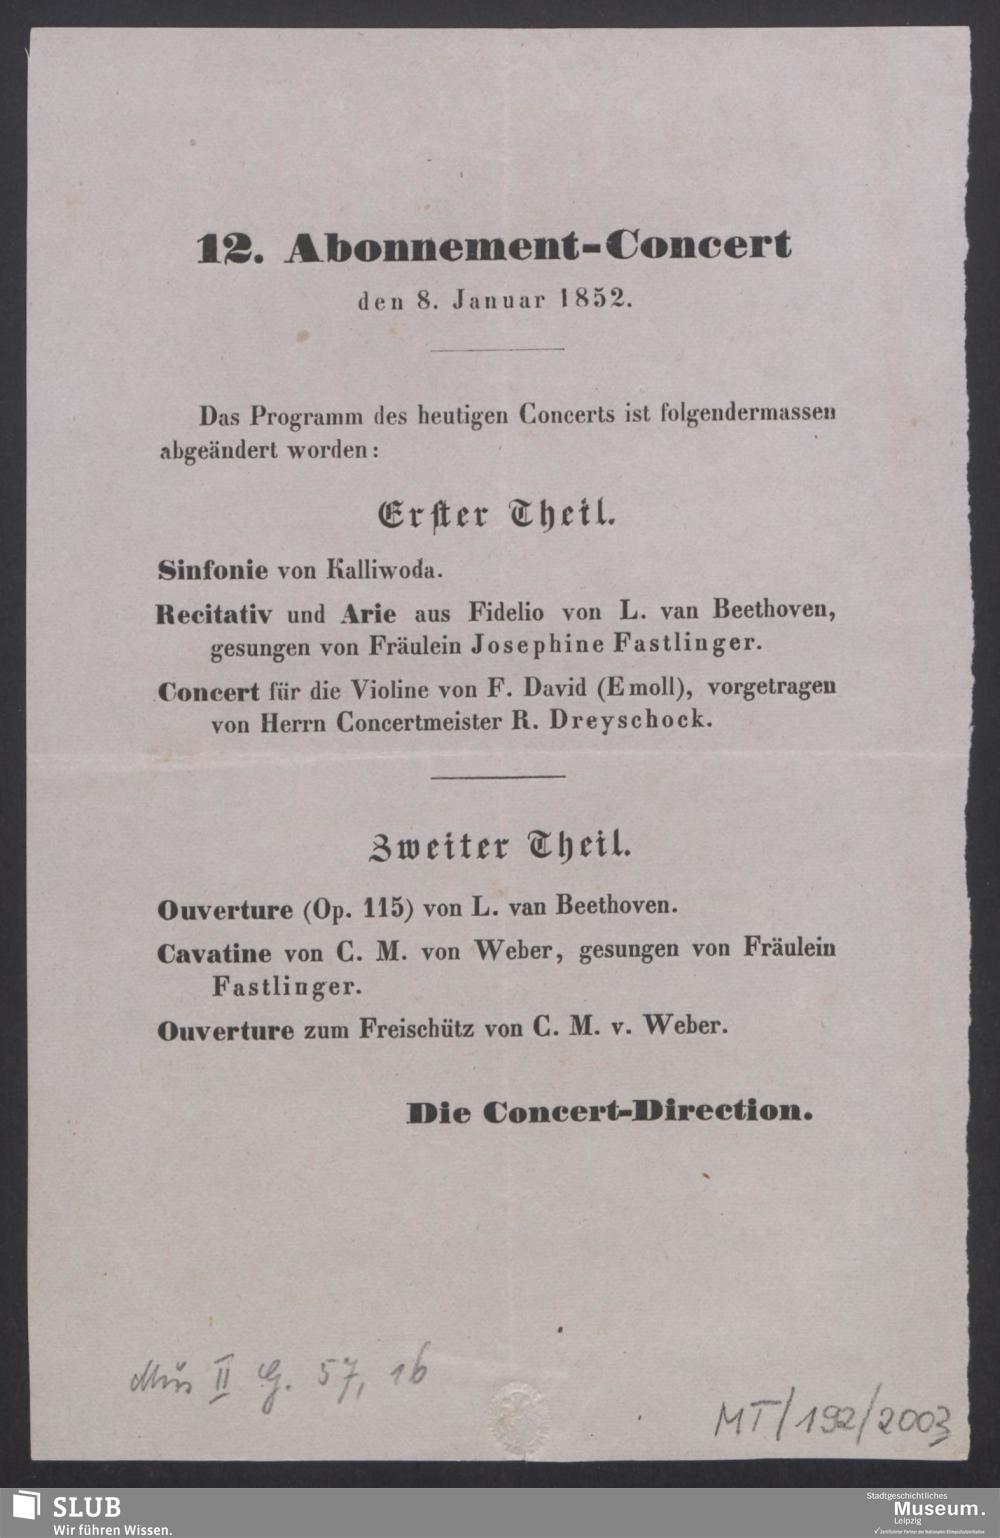 12. Abonnement-Concert
den 8. Januar 1852.
Das Programm des heutigen Concerts ist folgendermassen
abgeändert worden:
Erster Theil.
Sinfonie von Kalliwoda.
Recitativ und Arie aus Fidelio von L. van Beethoven,
gesungen von Fräulein Josephine Fastlinger.
Concert für die Violine von F. David (Emoll), vorgetragen
von Herrn Concertmeister R. Dreyschock.
Zweiter Theil.
Ouverture (Op. 115) von L. van Beethoven.
Cavatine von C. M. von Weber, gesungen von Fräulein
Fastlinger.
Ouverture zum Freischütz von C. M. v. Weber.
Die Concert-Direction.
Mus II G. 57, 16
MT/192/2003
SLUB
Wir führen Wissen.
Stadtgeschichtliches
Museum.
Leipzig